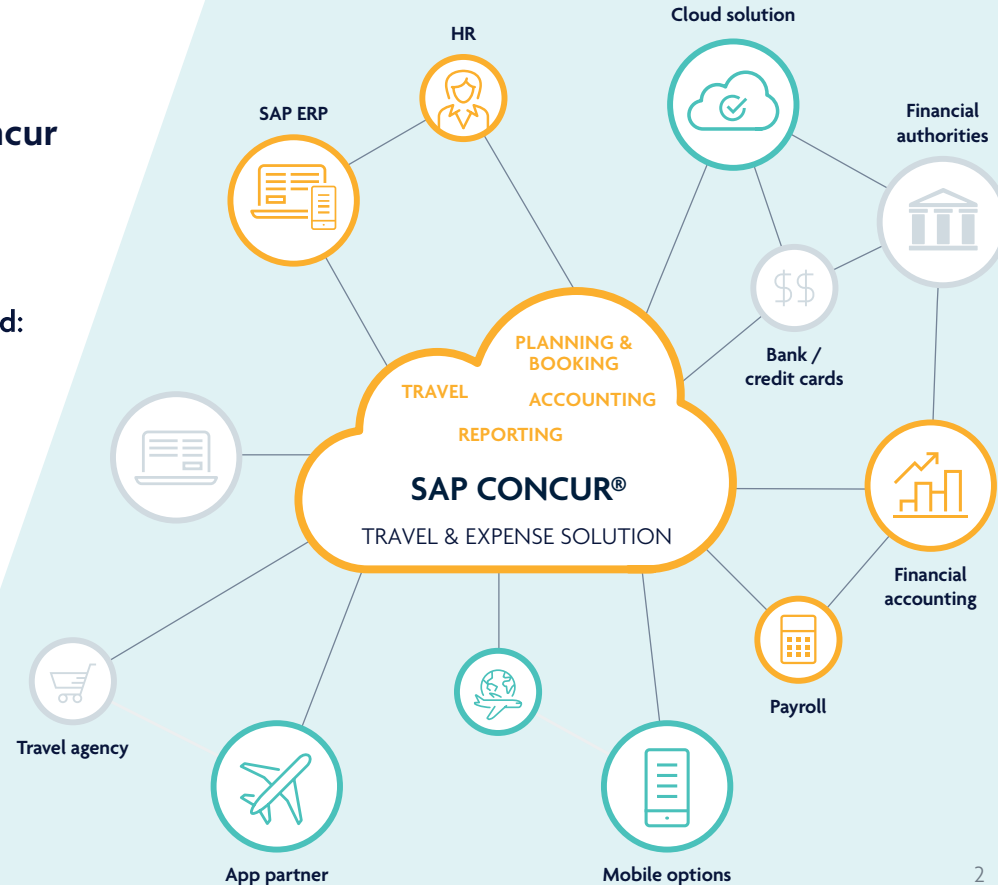 Cloud solution
HR
SAP ERP
Financial
authorities
$$
Bank /
credit cards
PLANNING &
BOOKING
TRAVEL
ACCOUNTING
REPORTING
SAP CONCUR®
TRAVEL & EXPENSE SOLUTION
Financial
accounting
Payroll
Travel agency
App partner
Mobile options
2